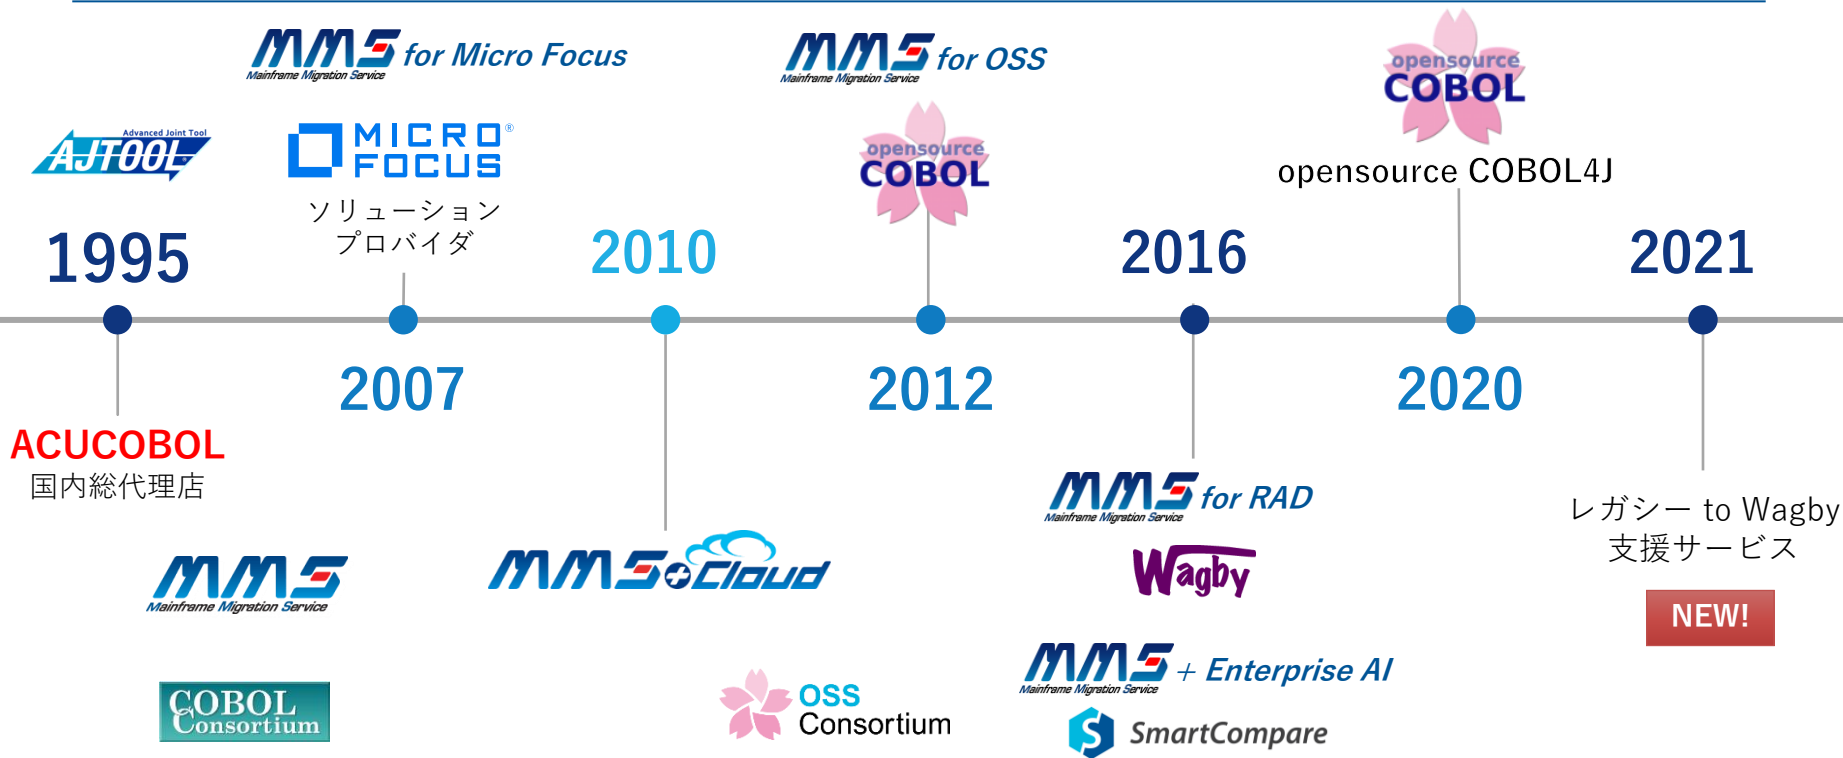 MMS for Micro Focus
Mainframe Migration Service
MMS for OSS
Mainframe Migration Service
opensource
COBOL
opensource COBOL4J
Advanced Joint Tool
AJTOOL®
MICRO®
FOCUS
ソリューション
プロバイダ
opensource
COBOL
1995
2010
2016
2021
2007
2012
2020
ACUCOBOL
国内総代理店
MMS
Mainframe Migration Service
MMS+Cloud
MMS for RAD
Mainframe Migration Service
Wagby
レガシー to Wagby
支援サービス
NEW!
COBOL
Consortium
OSS
Consortium
MMS + Enterprise AI
Mainframe Migration Service
S SmartCompare